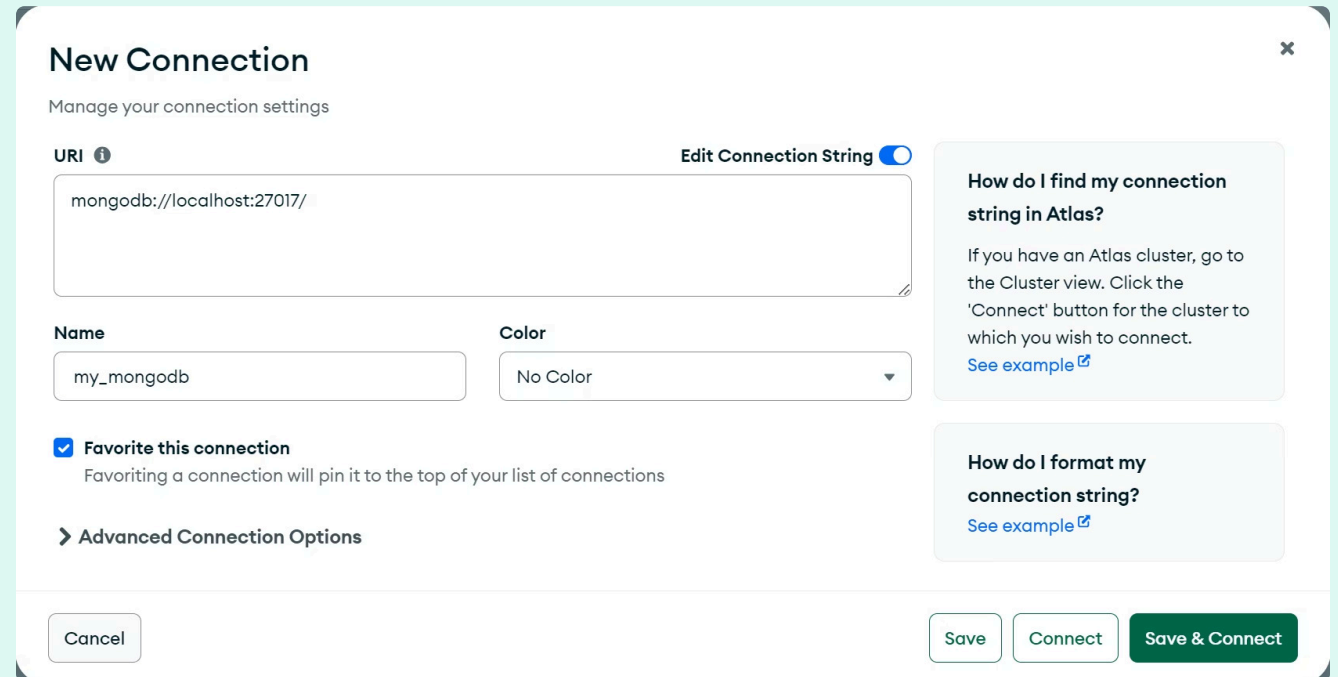 New Connection
Manage your connection settings
URI
Edit Connection String
mongodb://localhost:27017/
Name
Color
my_mongodb
No Color
Favorite this connection
Favoriting a connection will pin it to the top of your list of connections
Advanced Connection Options
How do I find my connection
string in Atlas?
If you have an Atlas cluster, go to
the Cluster view. Click the
'Connect' button for the cluster to
which you wish to connect.
See example
How do I format my
connection string?
See example
Cancel
Save
Connect
Save & Connect